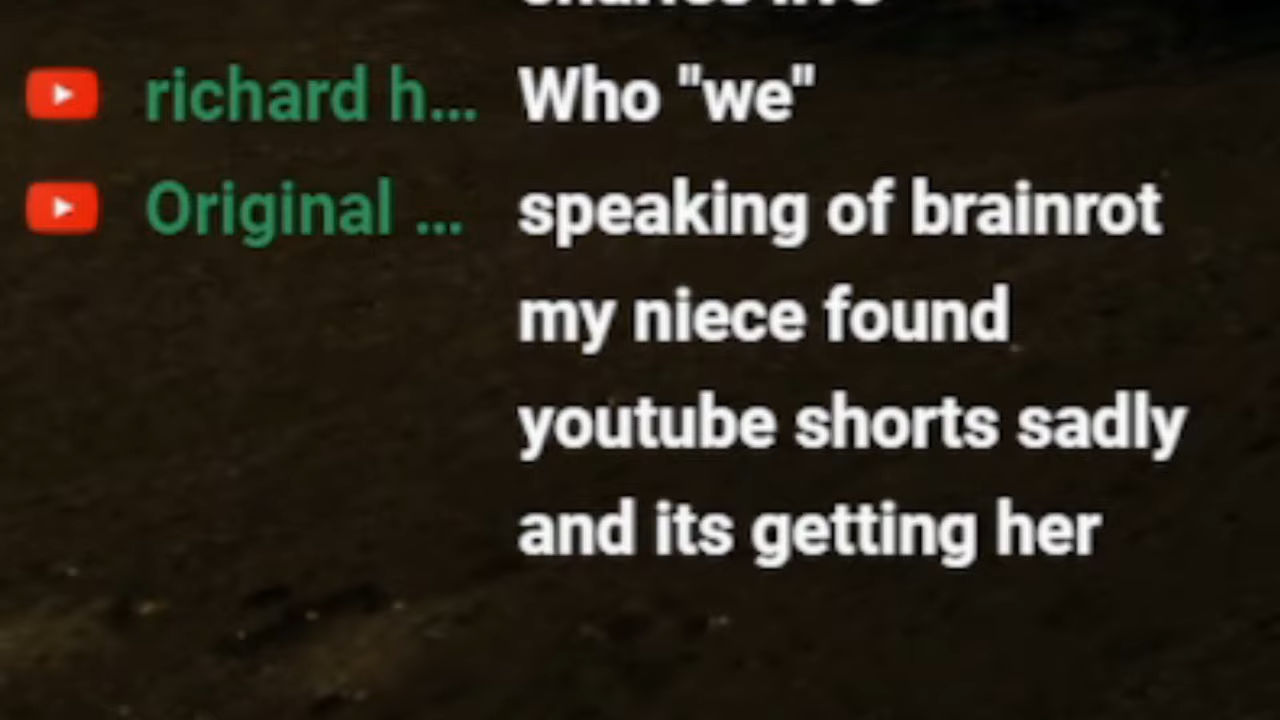 richard h... Who "we"
Original ... speaking of brainrot
my niece found
youtube shorts sadly
and its getting her